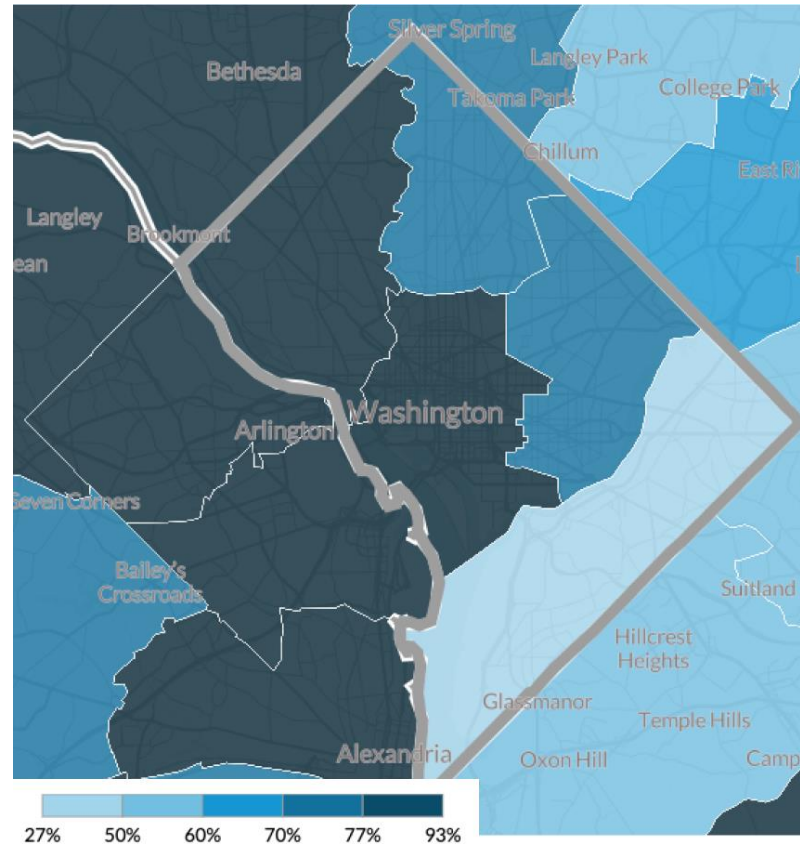 Silver Spring
Langley Park
Bethesda
College Park
Takoma Park
Chillum
East Ri
Langley
Brookmont
ean
Washington
Arlington
Seven Corners
Bailey's
Crossroads
Suitland
Hillcrest
Heights
Glassmanor
Temple Hills
Alexandria
Oxon Hill
Camp
27% 50% 60% 70% 77% 93%